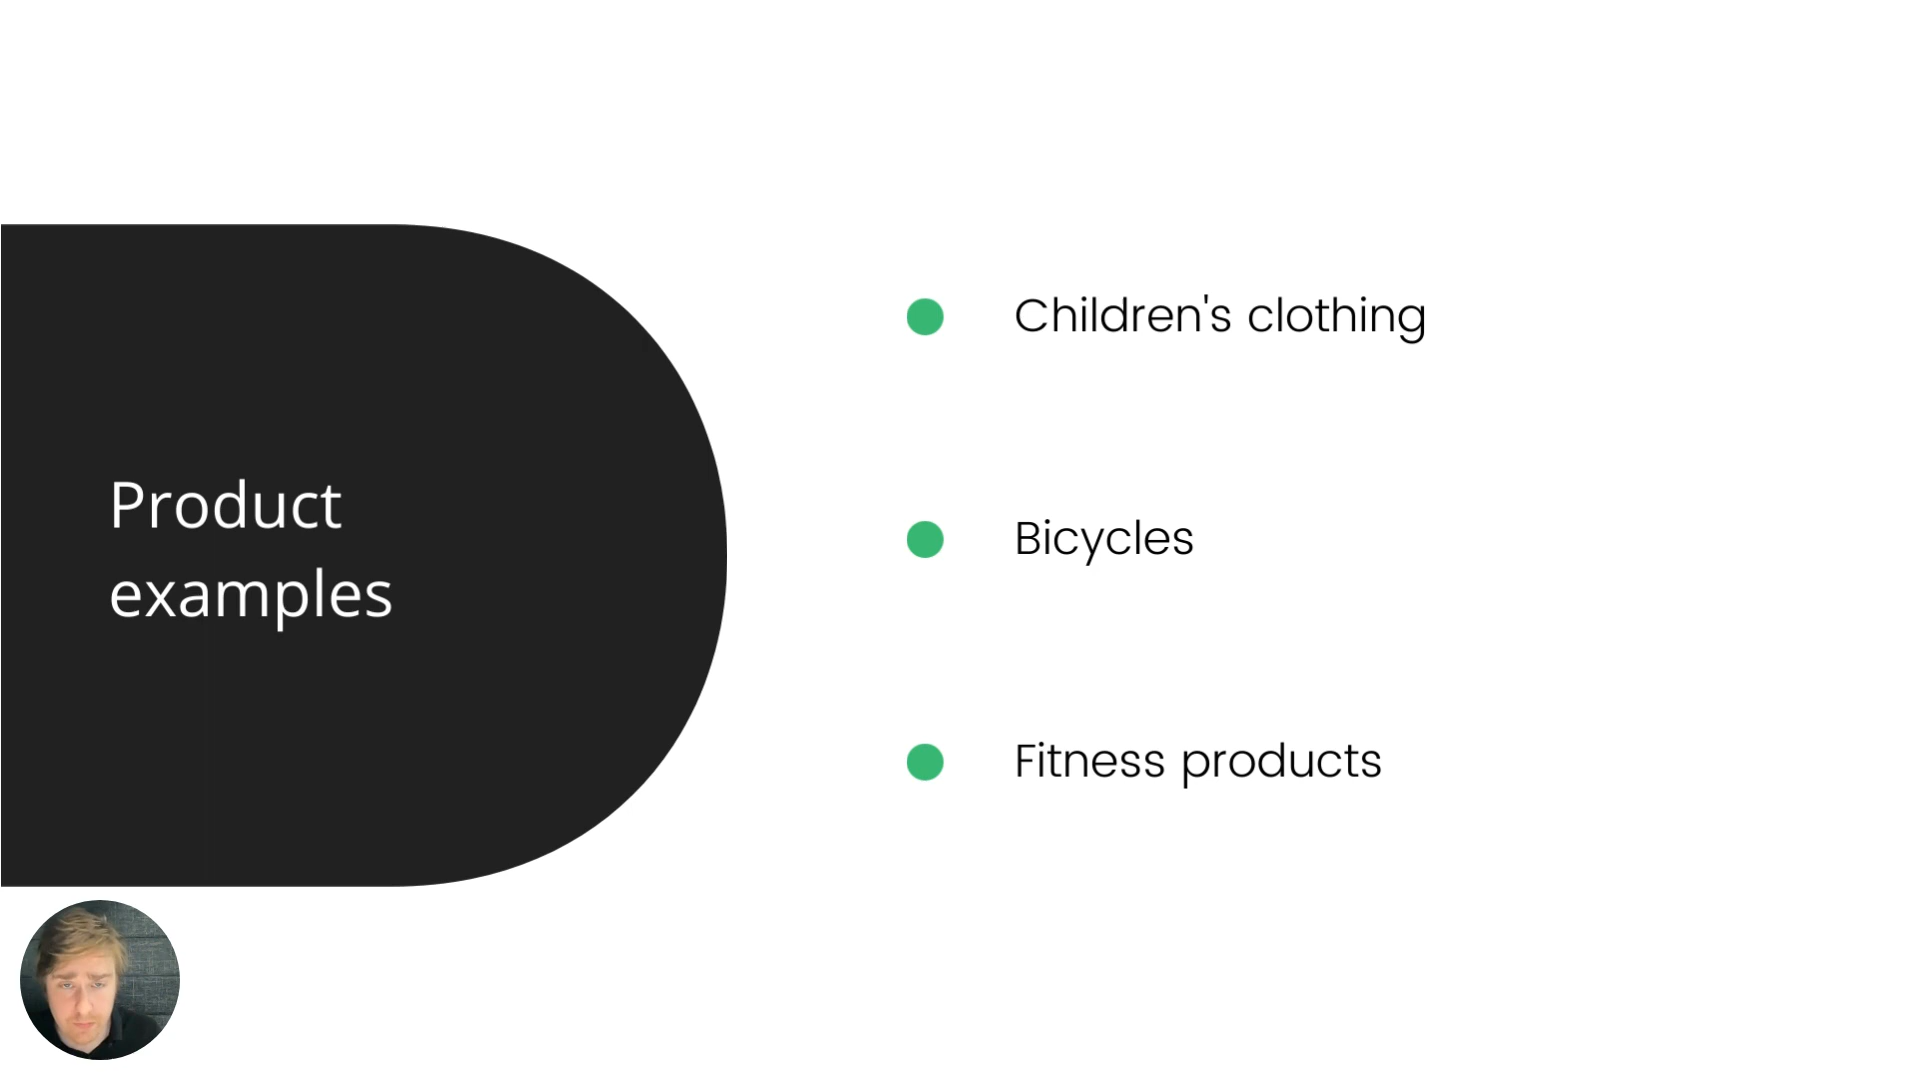 Product
examples
Children's clothing
Bicycles
Fitness products